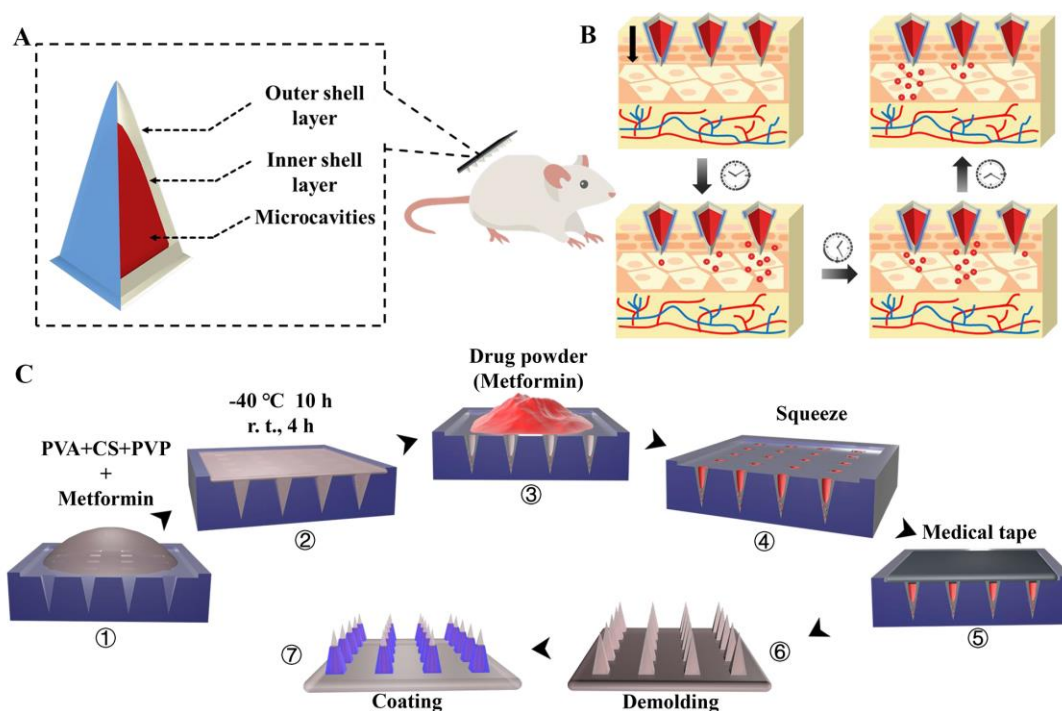 A
Outer shell
layer
Inner shell
layer
Microcavities
B
C
PVA+CS+PVP
+
Metformin
①
-40 ℃ 10 h
r. t., 4 h
②
Drug powder
(Metformin)
③
Squeeze
④
Medical tape
⑤
⑥
Demolding
⑦
Coating